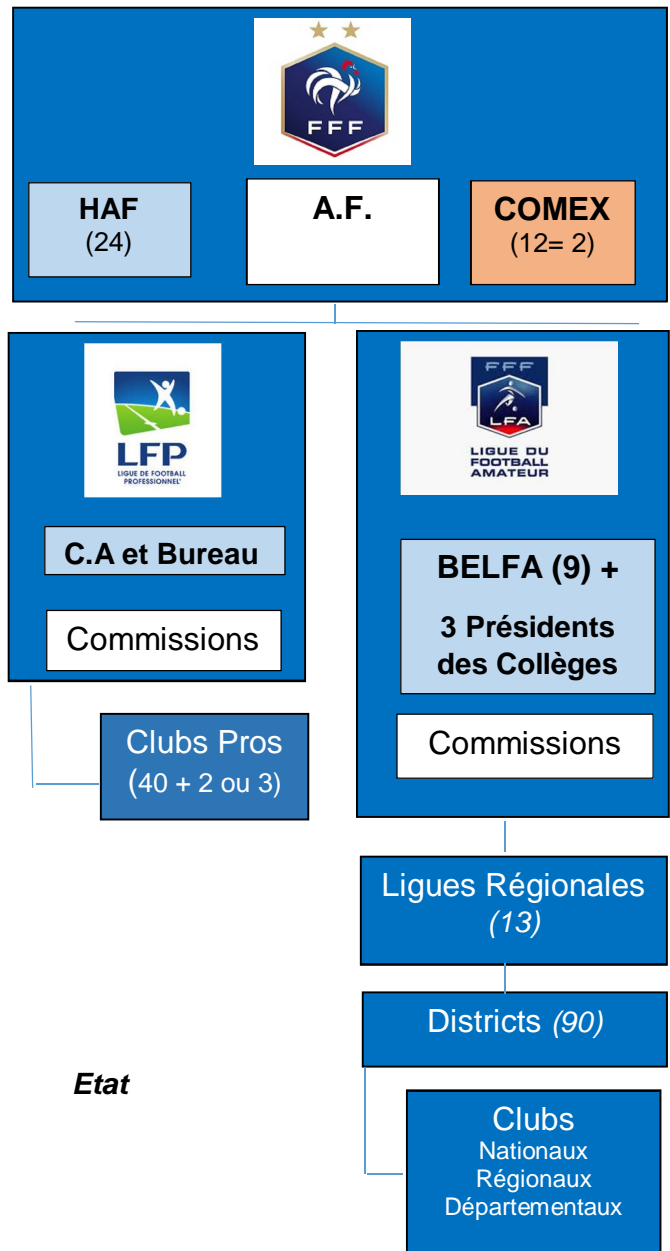 FFF
HAF
(24)
A.F.
COMEX
(12= 2)
LFP
LIGUE DE FOOTBALL
PROFESSIONNEL
C.A et Bureau
Commissions
Clubs Pros
(40 + 2 ou 3)
FFF
LFA
LIGUE DU
FOOTBALL
AMATEUR
BELFA (9) +
3 Présidents
des Collèges
Commissions
Ligues Régionales
(13)
Districts (90)
Etat
Clubs
Nationaux
Régionaux
Départementaux